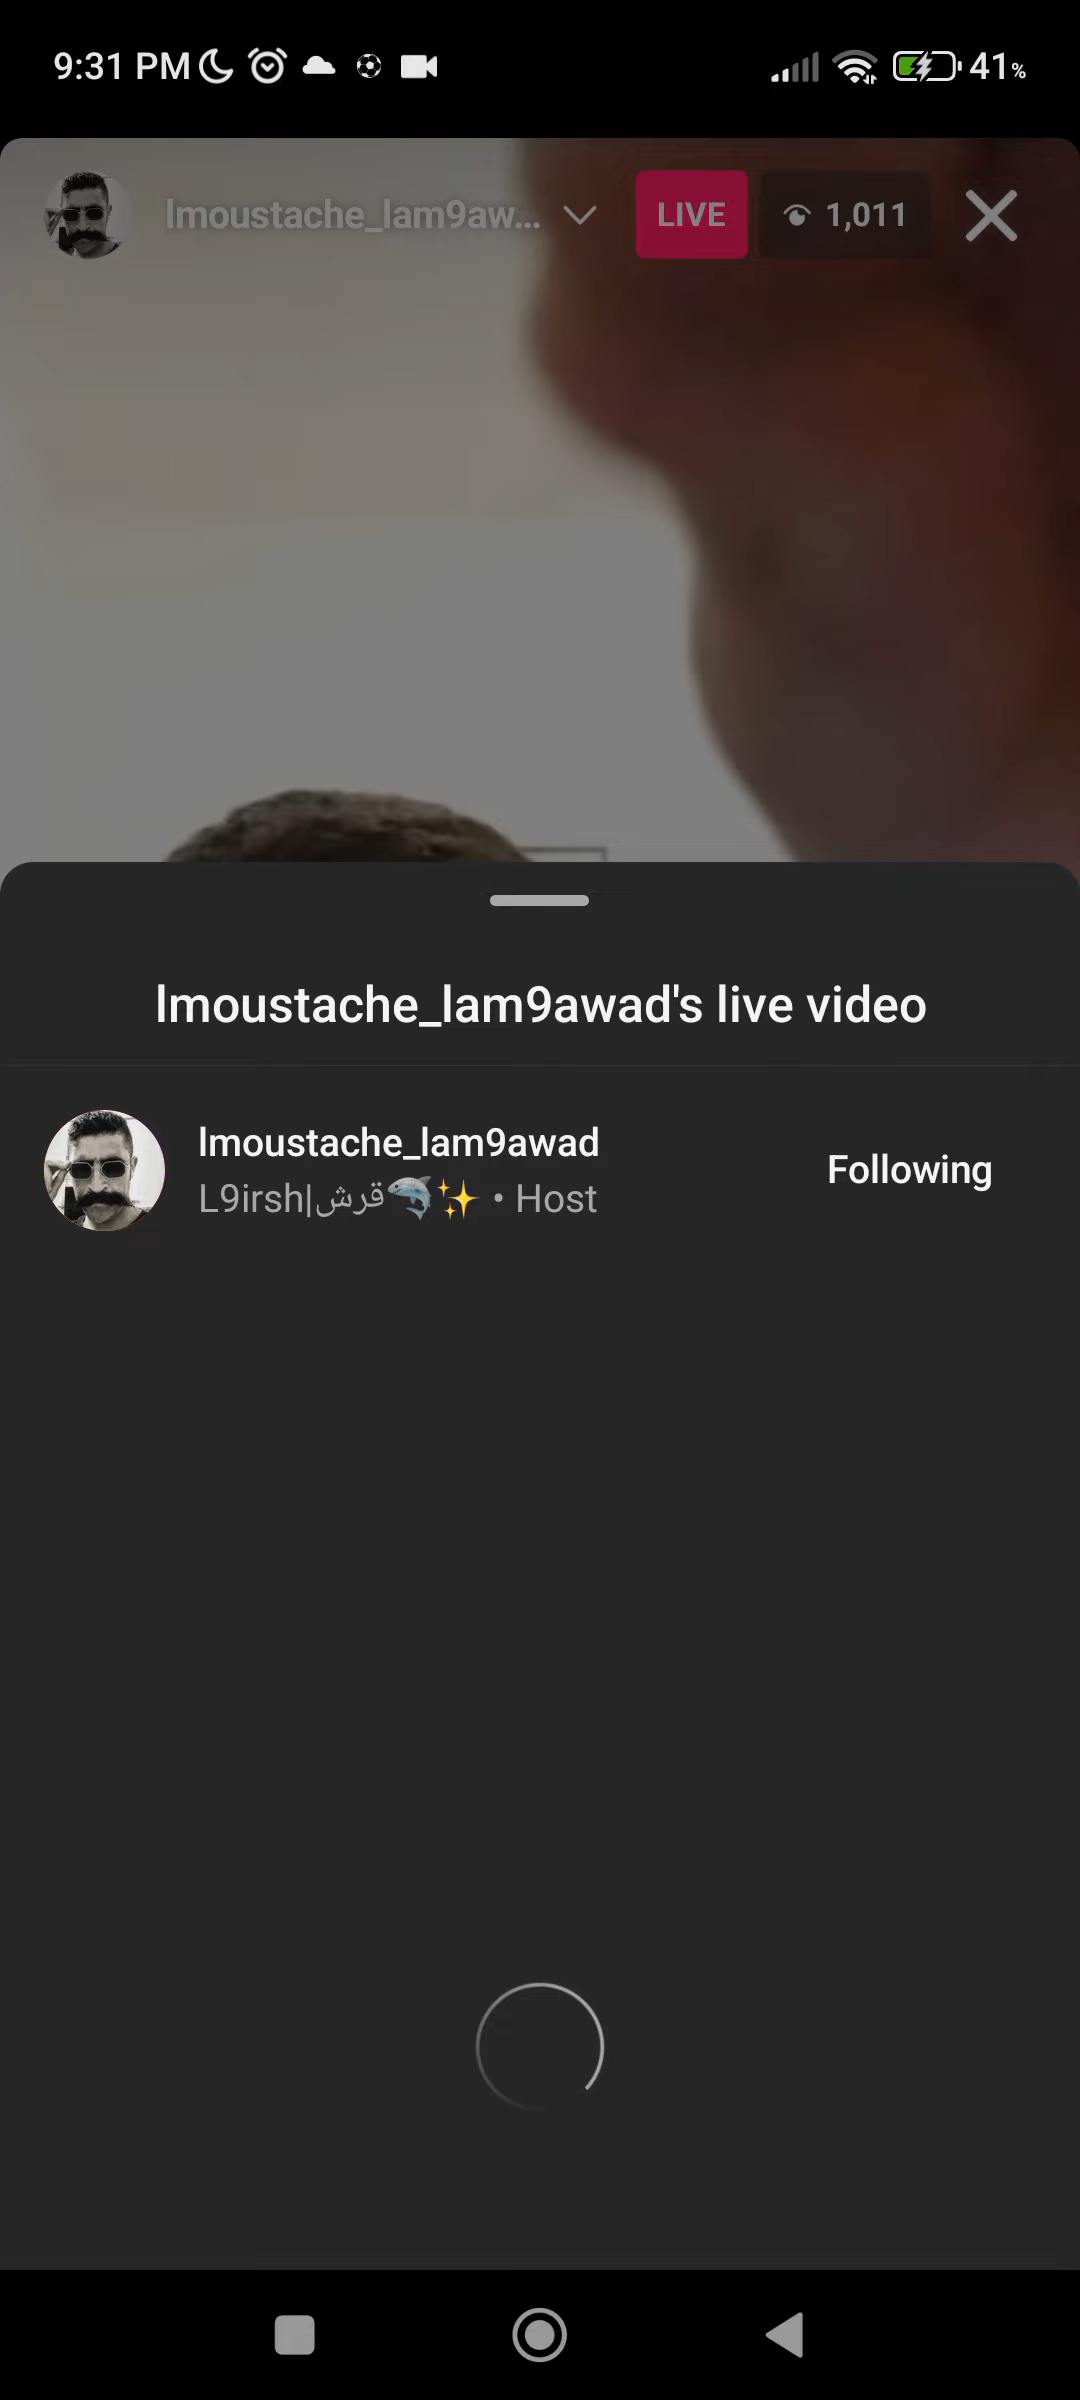 9:31 PM 41%
lmoustache_lam9aw... LIVE 1,011
lmoustache_lam9awad's live video
lmoustache_lam9awad
L9irsh|قرش🦈✨ • Host
Following